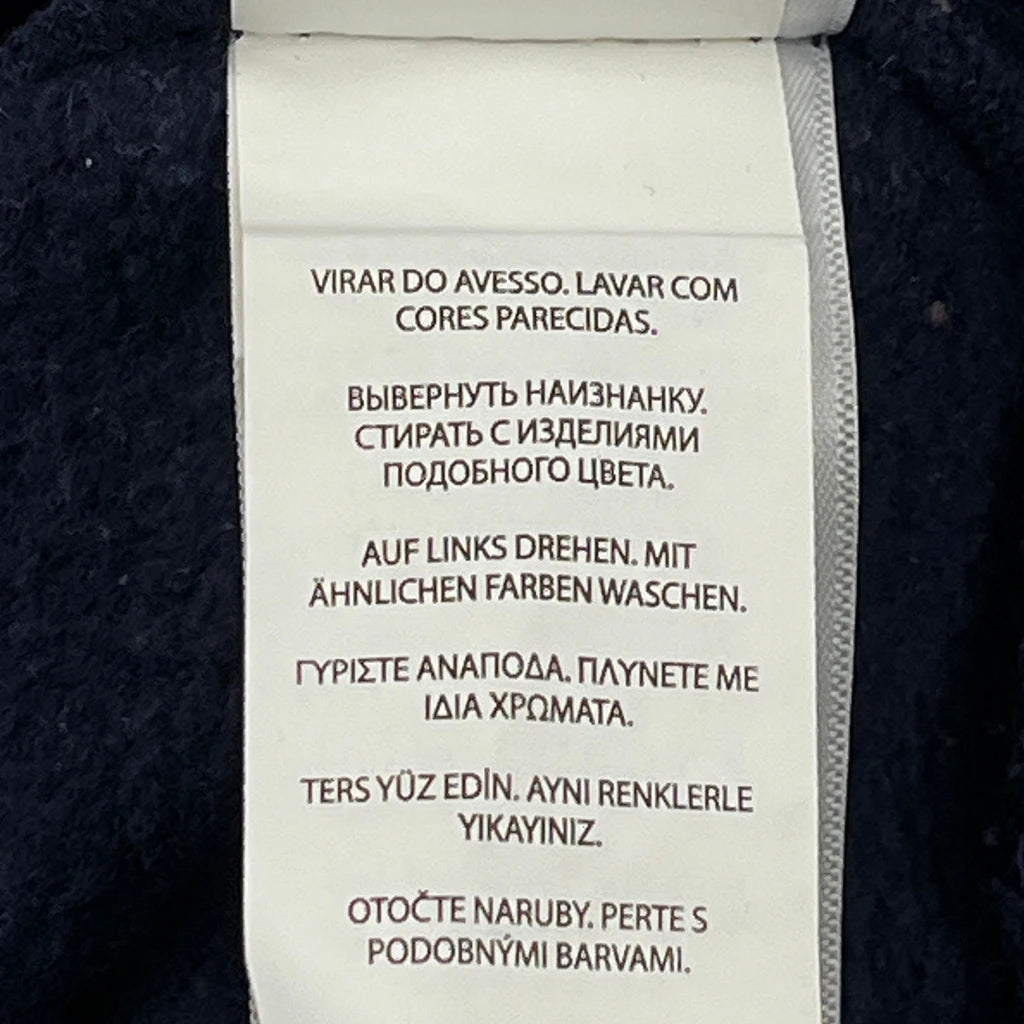 VIRAR DO AVESSO. LAVAR COM
CORES PARECIDAS.
ВЫВЕРНУТЬ НАИЗНАНКУ.
СТИРАТЬ С ИЗДЕЛИЯМИ
ПОДОБНОГО ЦВЕТА.
AUF LINKS DREHEN. MIT
ÄHNLICHEN FARBEN WASCHEN.
ΓΥΡΙΣΤΕ ΑΝΑΠΟΔΑ. ΠΛΥΝΕΤΕ ΜΕ
ΙΔΙΑ ΧΡΩΜΑΤΑ.
TERS YÜZ EDİN. AYNI RENKLERLE
YIKAYINIZ.
OTOČTE NARUBY. PERTE S
PODOBNÝMI BARVAMI.